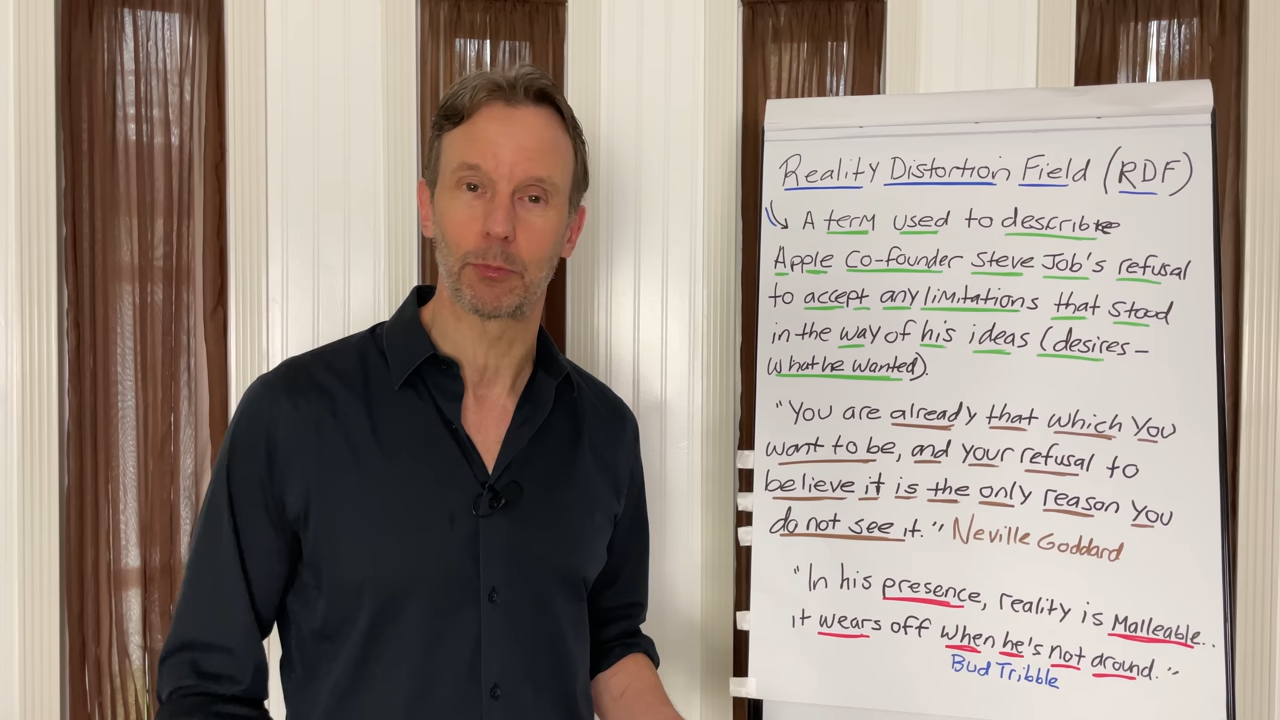 Reality Distortion Field (RDF)
A term used to describe
Apple Co-founder Steve Job's refusal
to accept any limitations that stood
in the way of his ideas (desires-
what he wanted).
"You are already that which You
want to be, and your refusal to
believe it is the only reason you
do not see it." Neville Goddard
"In his presence, reality is Malleable..
it wears off when he's not around."
Bud Tribble